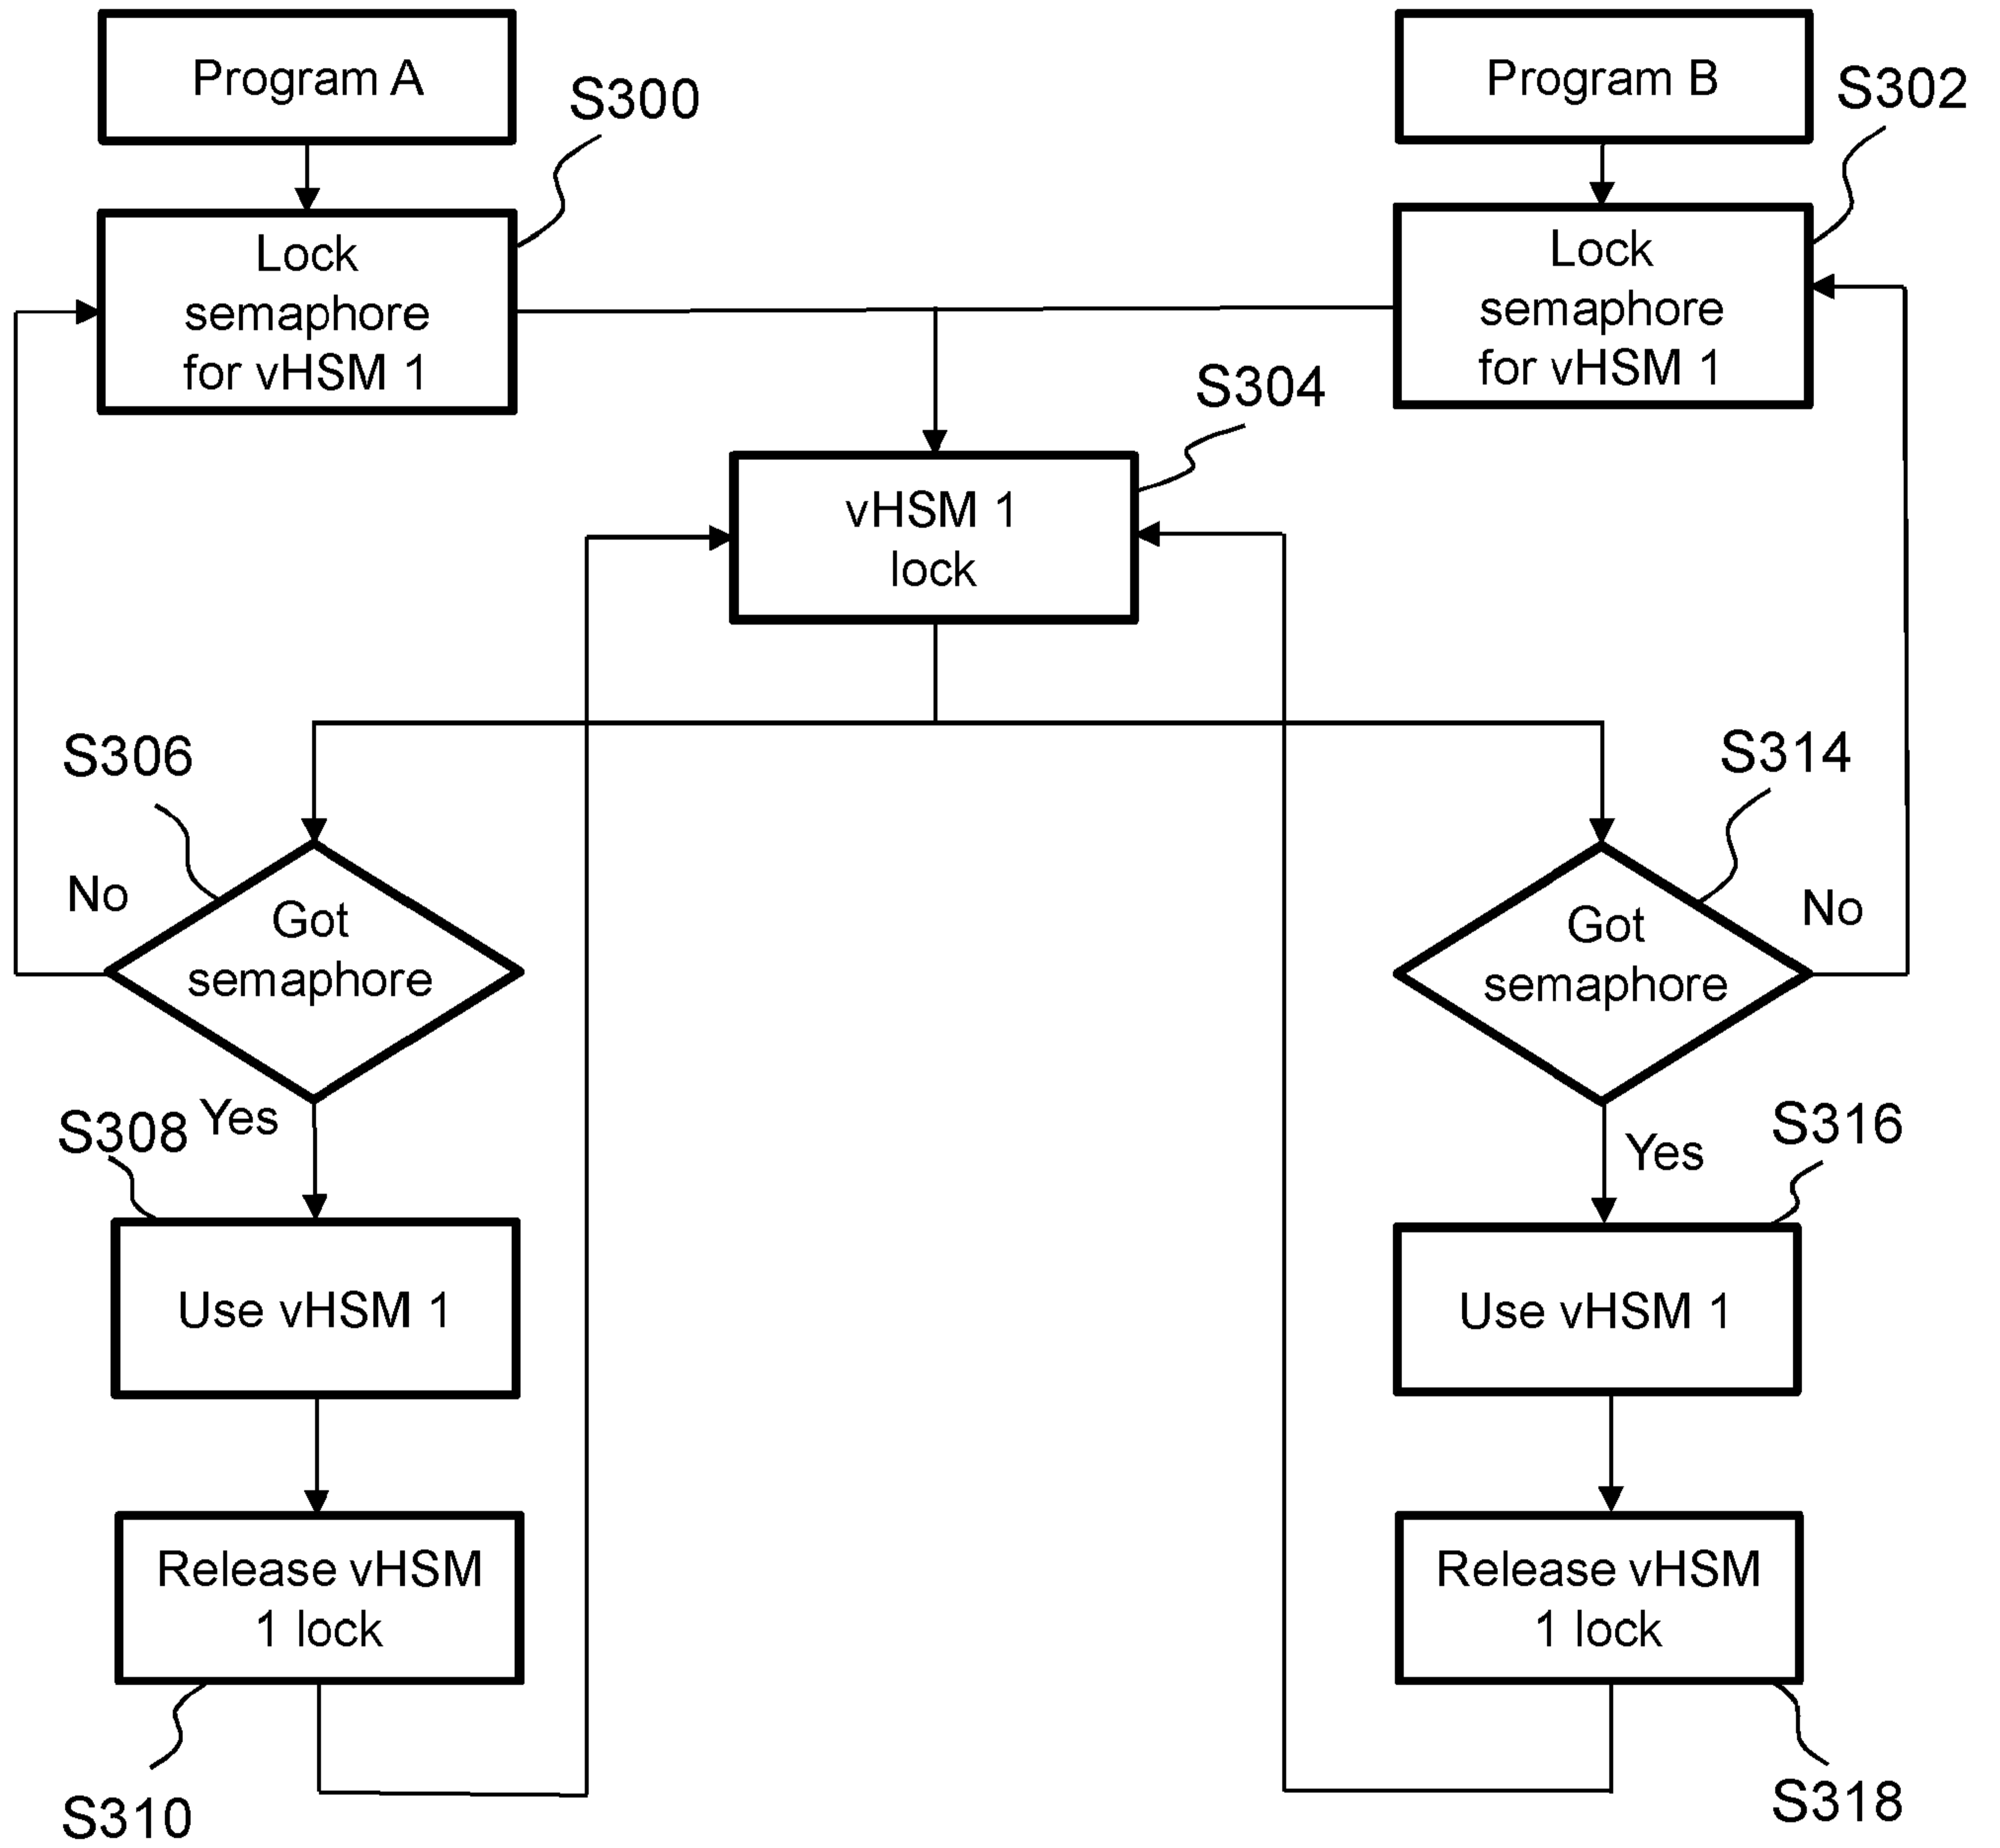 Program A
S300
Program B
S302
Lock
semaphore
for vHSM 1
Lock
semaphore
for vHSM 1
S304
vHSM 1
lock
S306
S314
No
Got
semaphore
Got
semaphore
No
S308
Yes
S316
Yes
Use vHSM 1
Use vHSM 1
Release vHSM
1 lock
Release vHSM
1 lock
S310
S318